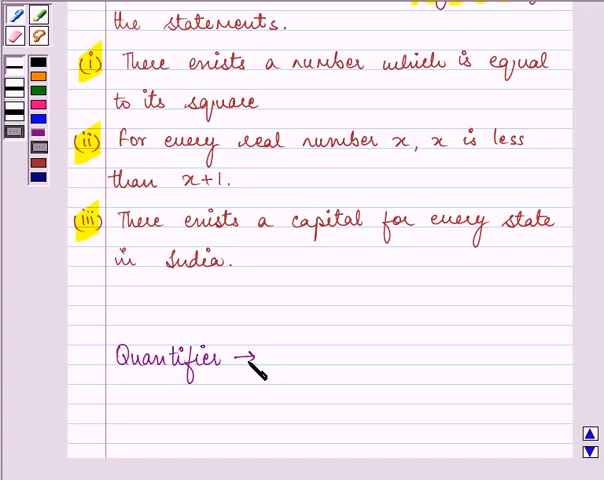 the statements.
(i) There exists a number which is equal
to its square
(ii) For every real number x, x is less
than x+1.
(iii) There exists a capital for every state
in India.
Quantifier →